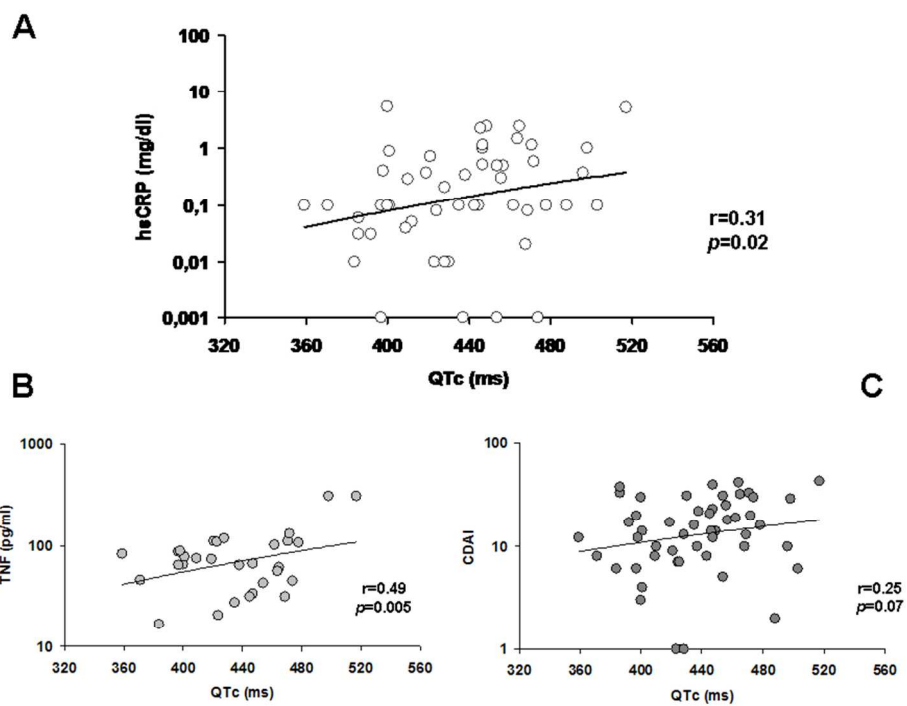 A
100
10
1
0,1
0,01
0,001
hsCRP (mg/dl)
320 360 400 440 480 520 560
QTc (ms)
r=0.31
p=0.02
B
1000
100
10
TNF (pg/ml)
320 360 400 440 480 520 560
QTc (ms)
r=0.49
p=0.005
C
100
10
1
CDAI
320 360 400 440 480 520 560
QTc (ms)
r=0.25
p=0.07